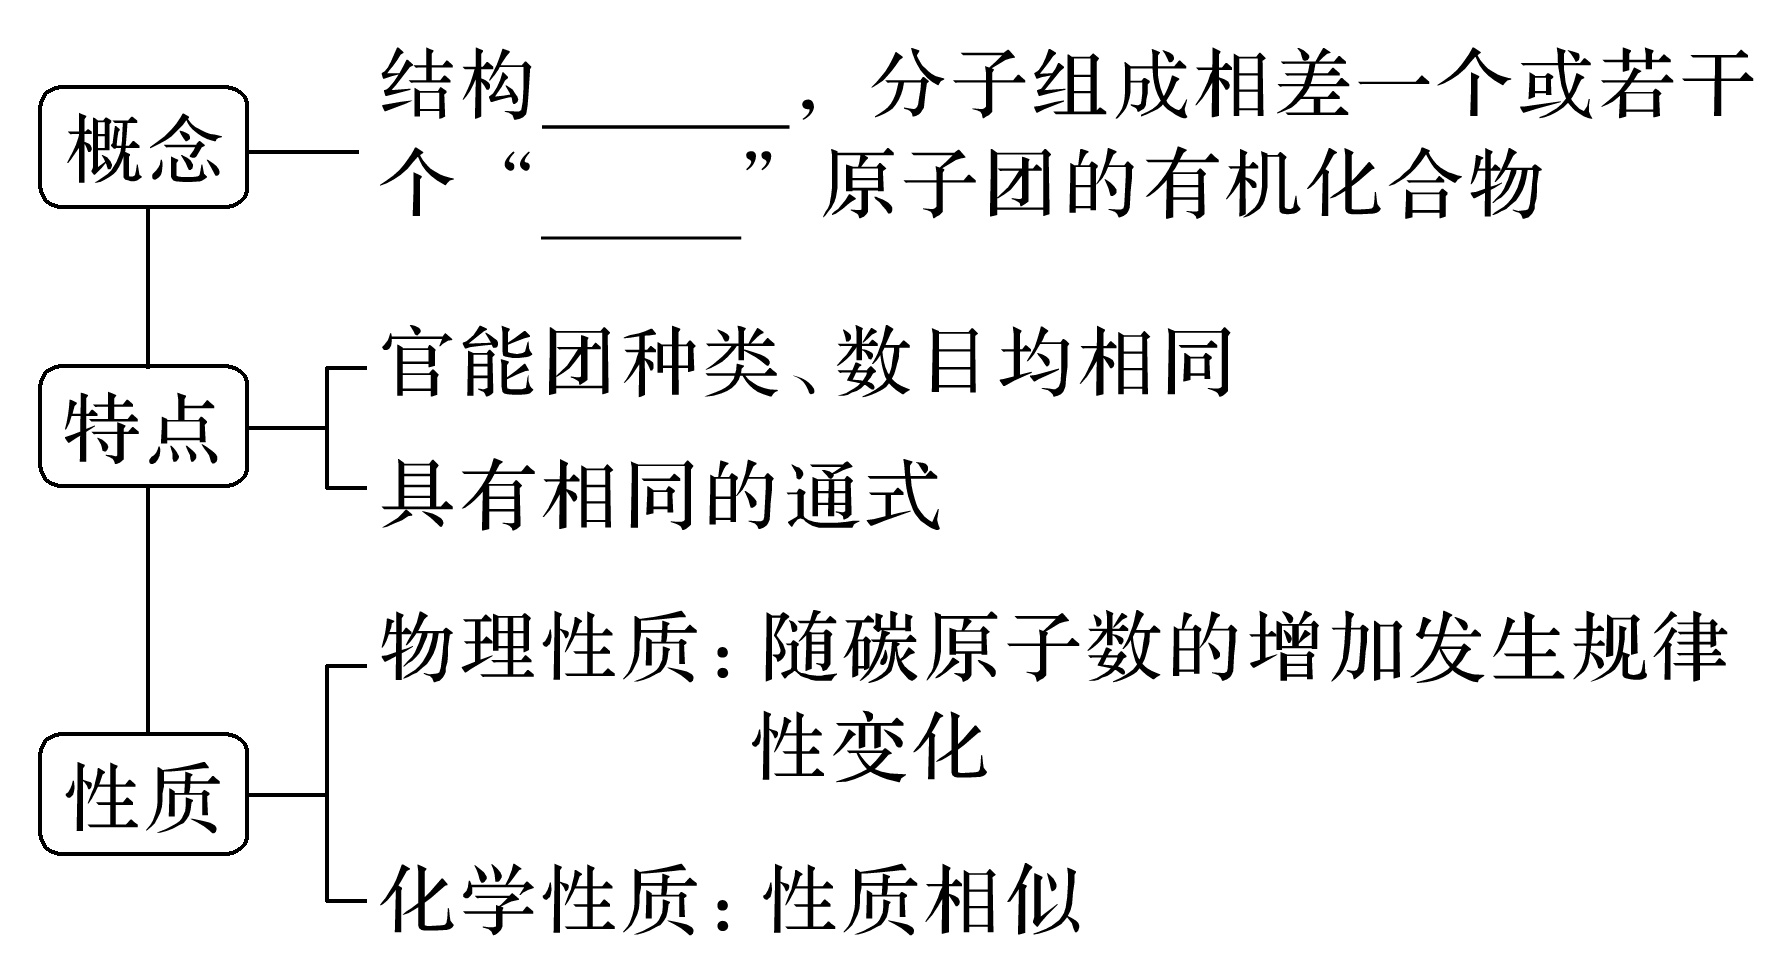 概念
结构______，分子组成相差一个或若干
个“_____”原子团的有机化合物
特点
官能团种类、数目均相同
具有相同的通式
性质
物理性质：随碳原子数的增加发生规律
性变化
化学性质：性质相似